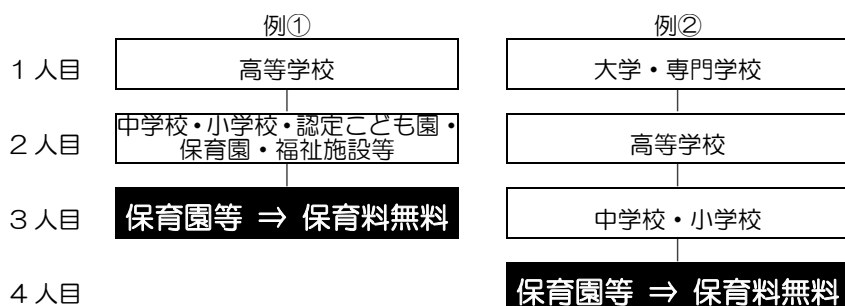 例① 例②
1人目 高等学校 大学・専門学校
2人目 中学校・小学校・認定こども園・
保育園・福祉施設等 高等学校
3人目 保育園等 ⇒ 保育料無料 中学校・小学校
4人目 保育園等 ⇒ 保育料無料